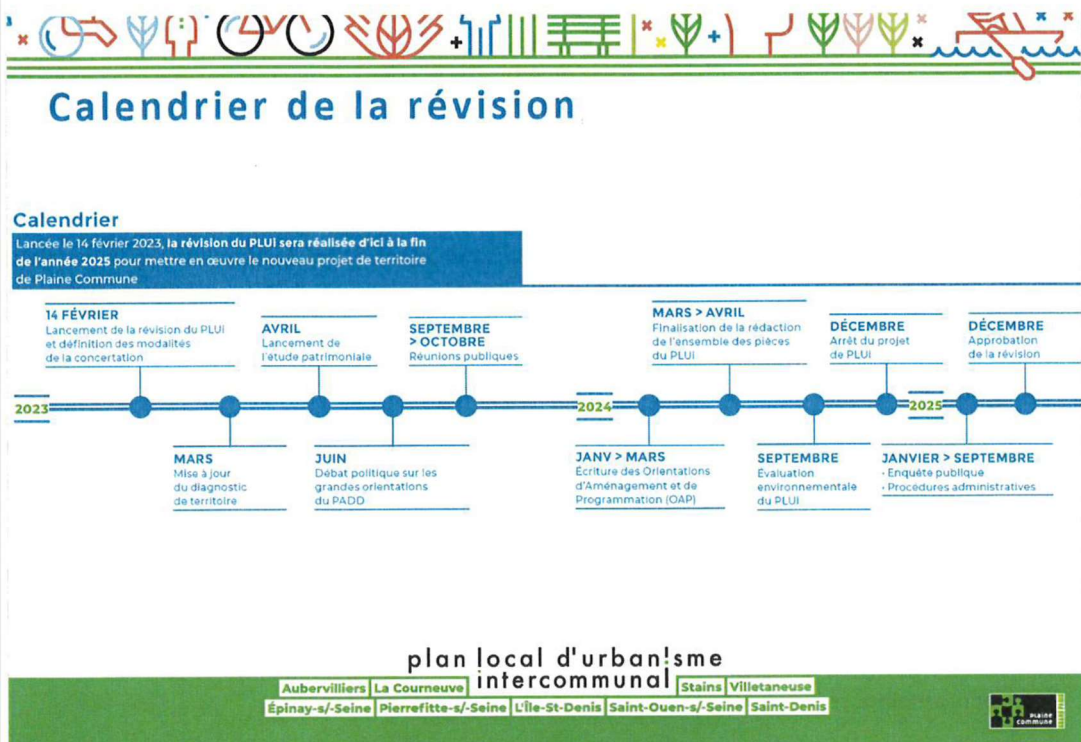 Calendrier de la révision
Calendrier
Lancée le 14 février 2023, la révision du PLUi sera réalisée d'ici à la fin
de l'année 2025 pour mettre en œuvre le nouveau projet de territoire
de Plaine Commune
14 FÉVRIER
Lancement de la révision du PLUi
et définition des modalités
de la concertation
AVRIL
Lancement de
l'étude patrimoniale
SEPTEMBRE
> OCTOBRE
Réunions publiques
MARS > AVRIL
Finalisation de la rédaction
de l'ensemble des pièces
du PLUi
DÉCEMBRE
Arrêt du projet
de PLUi
DÉCEMBRE
Approbation
de la révision
2023
2024
2025
MARS
Mise à jour
du diagnostic
de territoire
JUIN
Débat politique sur les
grandes orientations
du PADD
JANV > MARS
Écriture des Orientations
d'Aménagement et de
Programmation (OAP)
SEPTEMBRE
Évaluation
environnementale
du PLUi
JANVIER > SEPTEMBRE
• Enquête publique
• Procédures administratives
plan local d'urban!sme
intercommunal
Aubervilliers La Courneuve Stains Villetaneuse
Épinay-s/-Seine Pierrefitte-s/-Seine L'Île-St-Denis Saint-Ouen-s/-Seine Saint-Denis
PLAINE
COMMUNE
GRAND PARIS